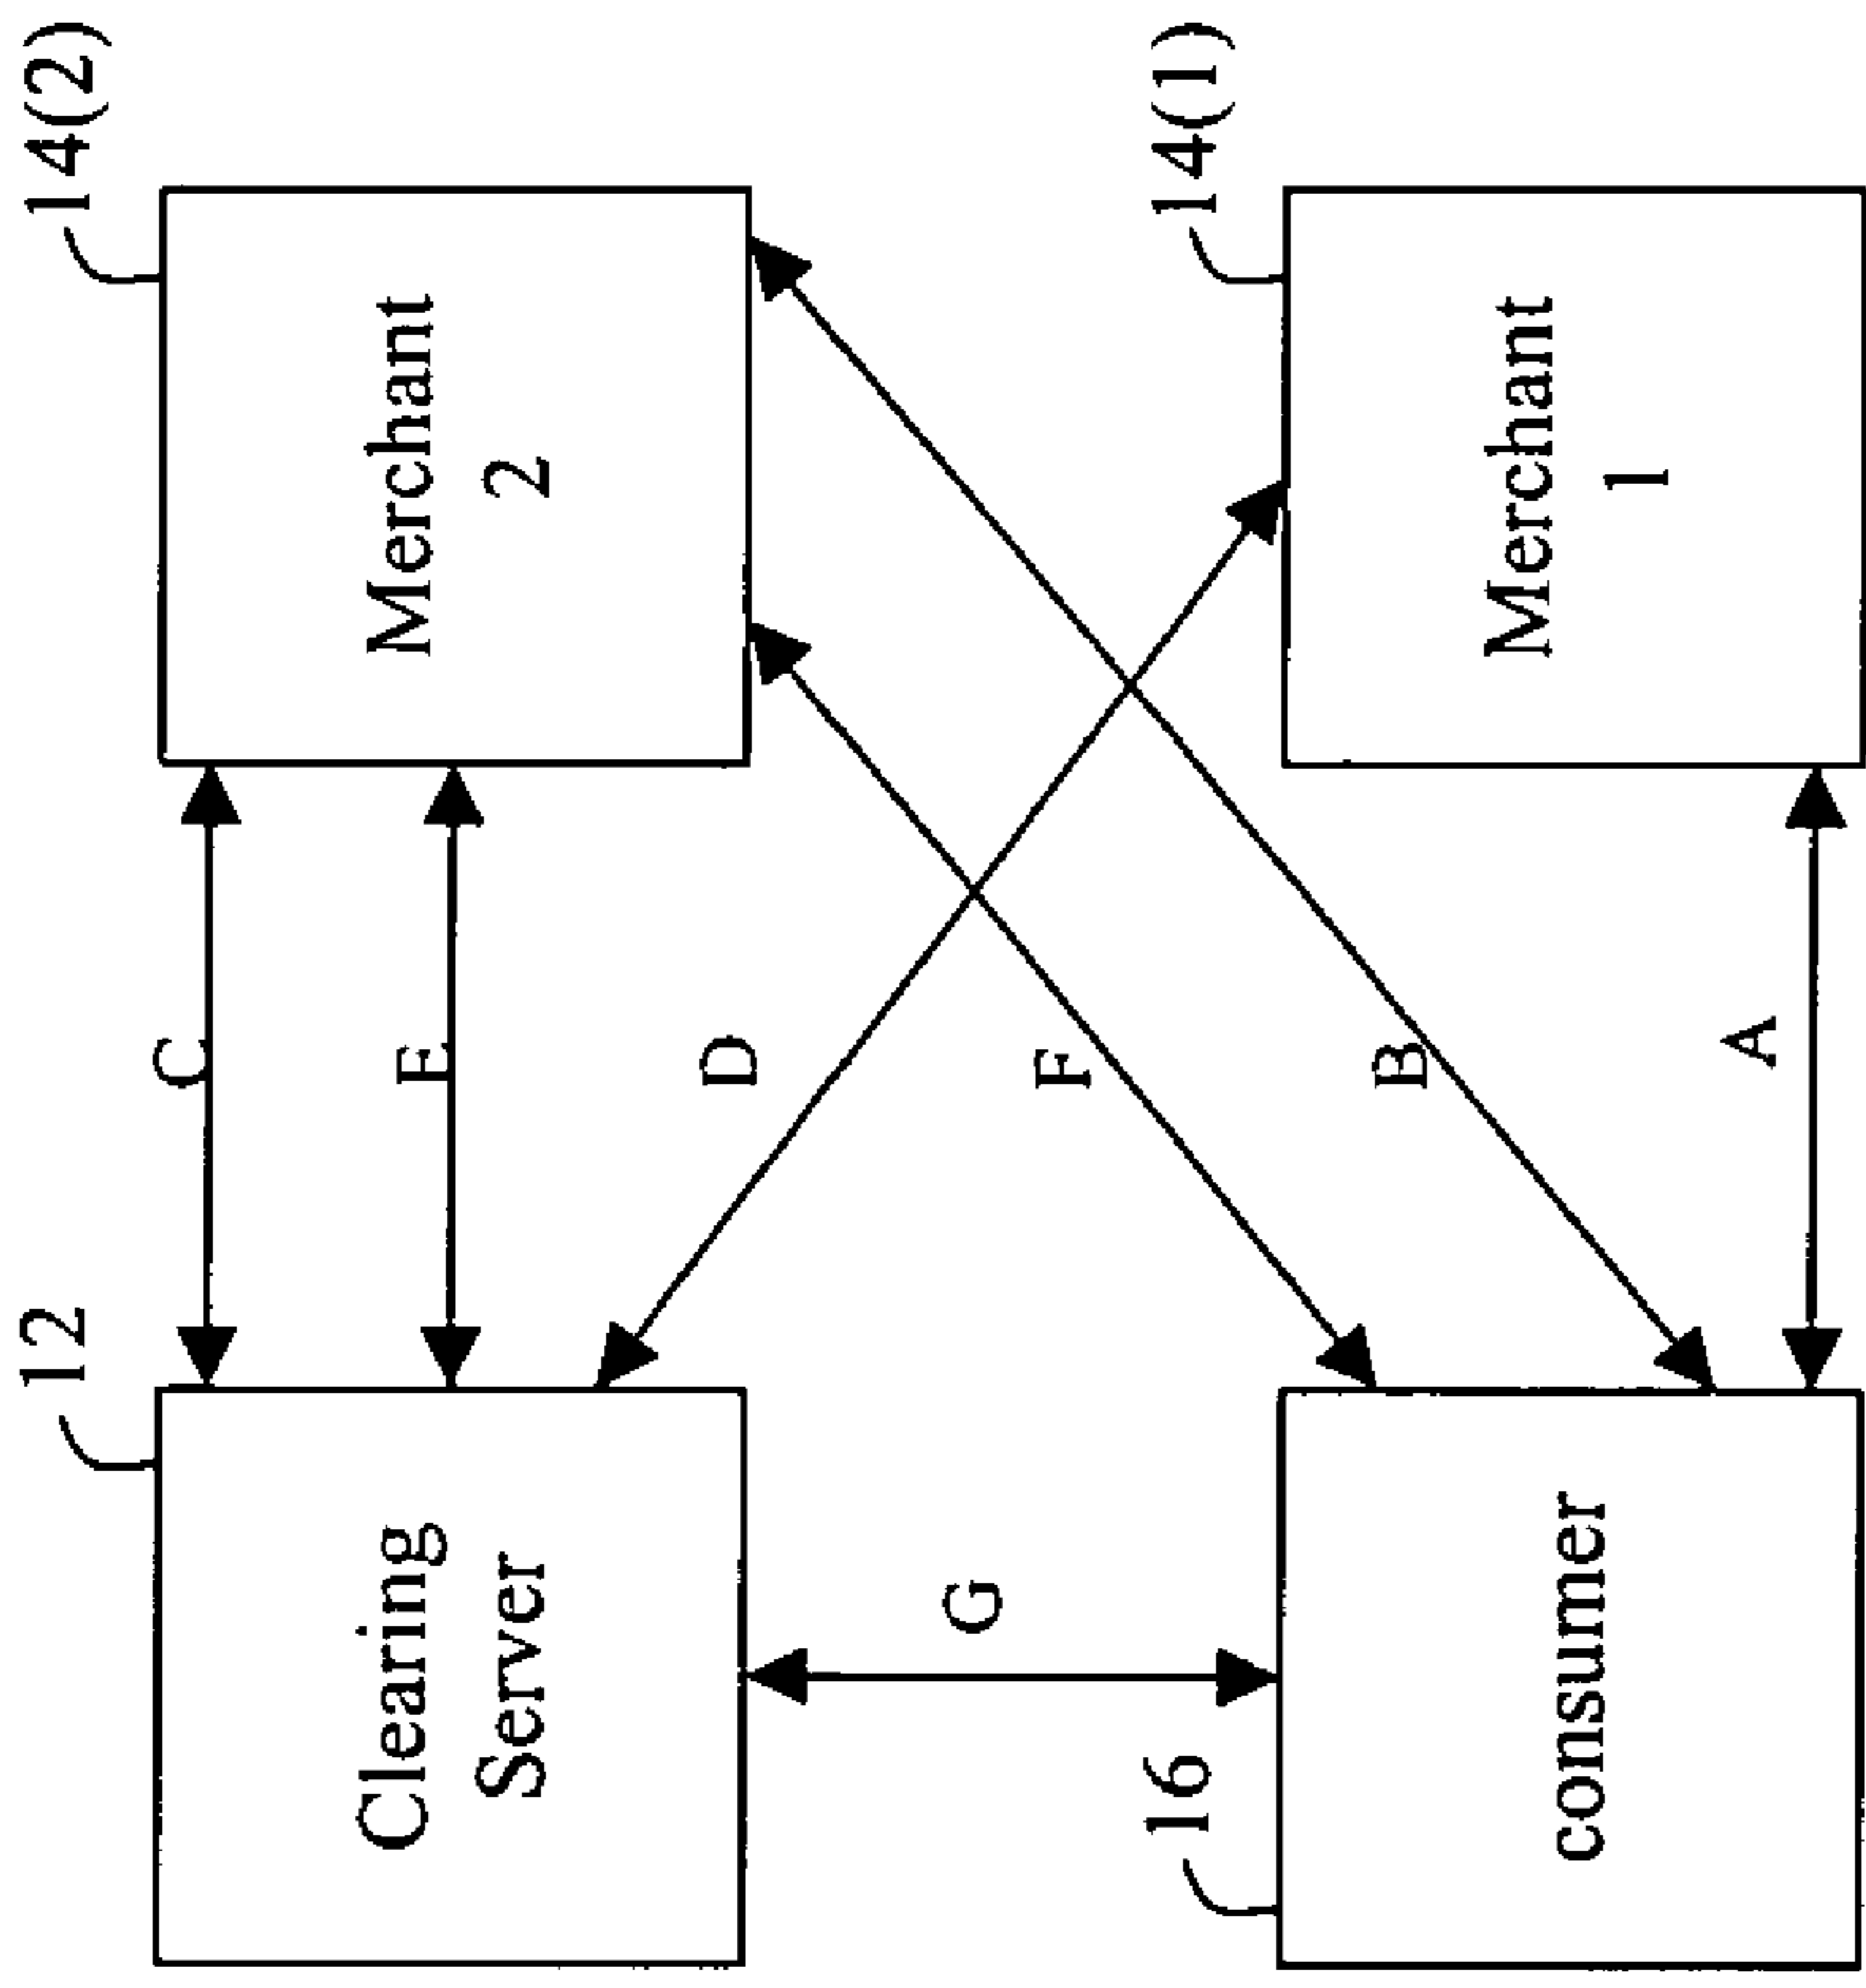 12
14(2)
C
Clearing
Server
E
Merchant
2
D
G
F
16
14(1)
B
consumer
Merchant
1
A